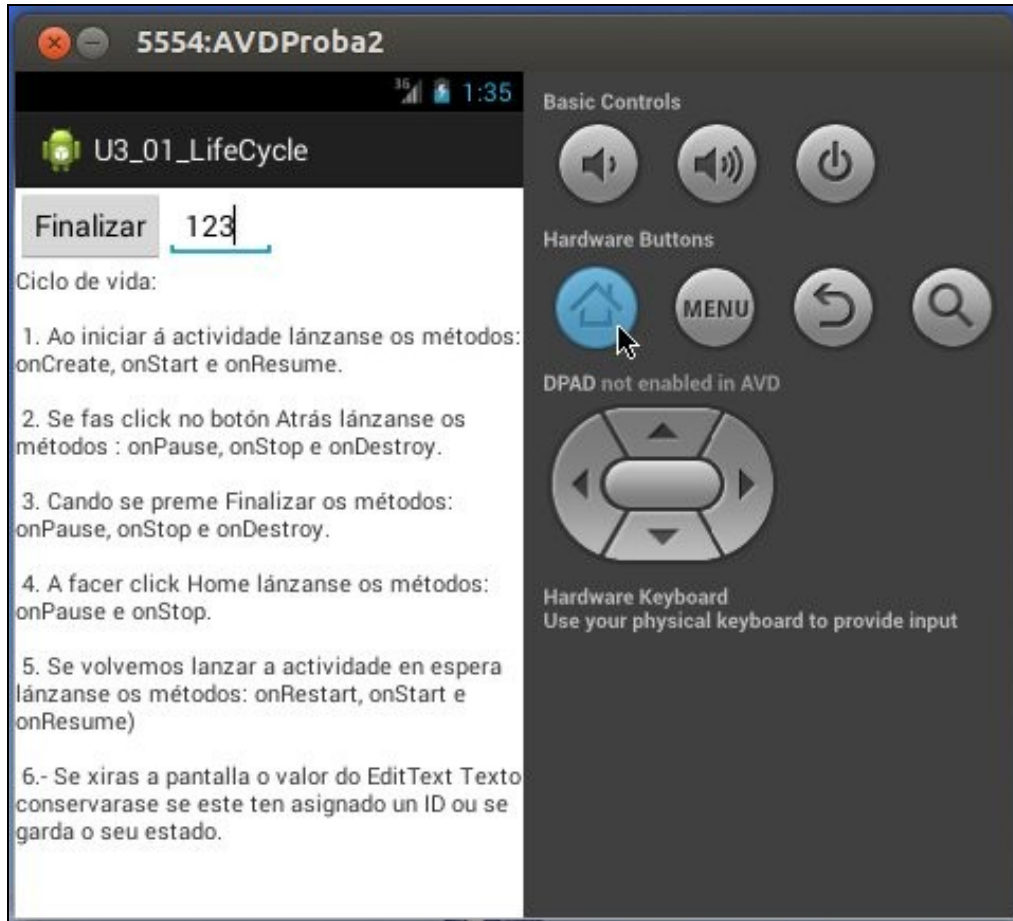 5554:AVDProba2
3G 1:35
U3_01_LifeCycle
Finalizar 123
Ciclo de vida:
1. Ao iniciar á actividade lánzanse os métodos:
onCreate, onStart e onResume.
2. Se fas click no botón Atrás lánzanse os
métodos : onPause, onStop e onDestroy.
3. Cando se preme Finalizar os métodos:
onPause, onStop e onDestroy.
4. A facer click Home lánzanse os métodos:
onPause e onStop.
5. Se volvemos lanzar a actividade en espera
lánzanse os métodos: onRestart, onStart e
onResume)
6.- Se xiras a pantalla o valor do EditText Texto
conservarase se este ten asignado un ID ou se
garda o seu estado.
Basic Controls
Hardware Buttons
MENU
DPAD not enabled in AVD
Hardware Keyboard
Use your physical keyboard to provide input